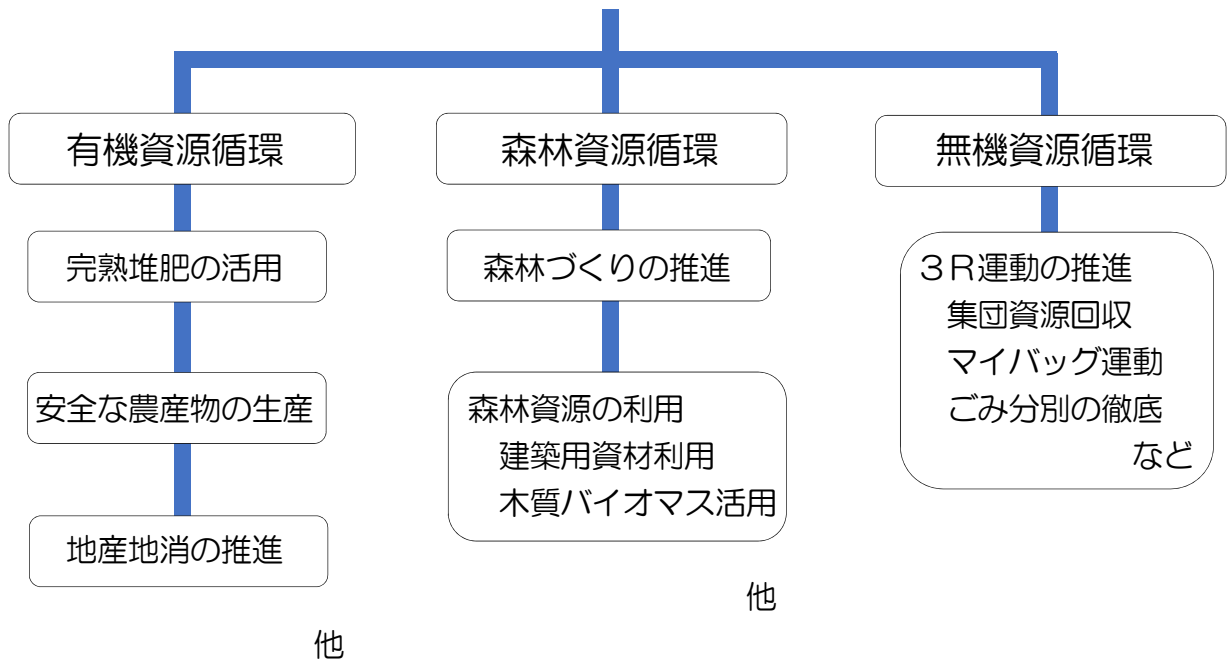 有機資源循環
完熟堆肥の活用
安全な農産物の生産
地産地消の推進
他
森林資源循環
森林づくりの推進
森林資源の利用
建築用資材利用
木質バイオマス活用
他
無機資源循環
３Ｒ運動の推進
集団資源回収
マイバッグ運動
ごみ分別の徹底
など